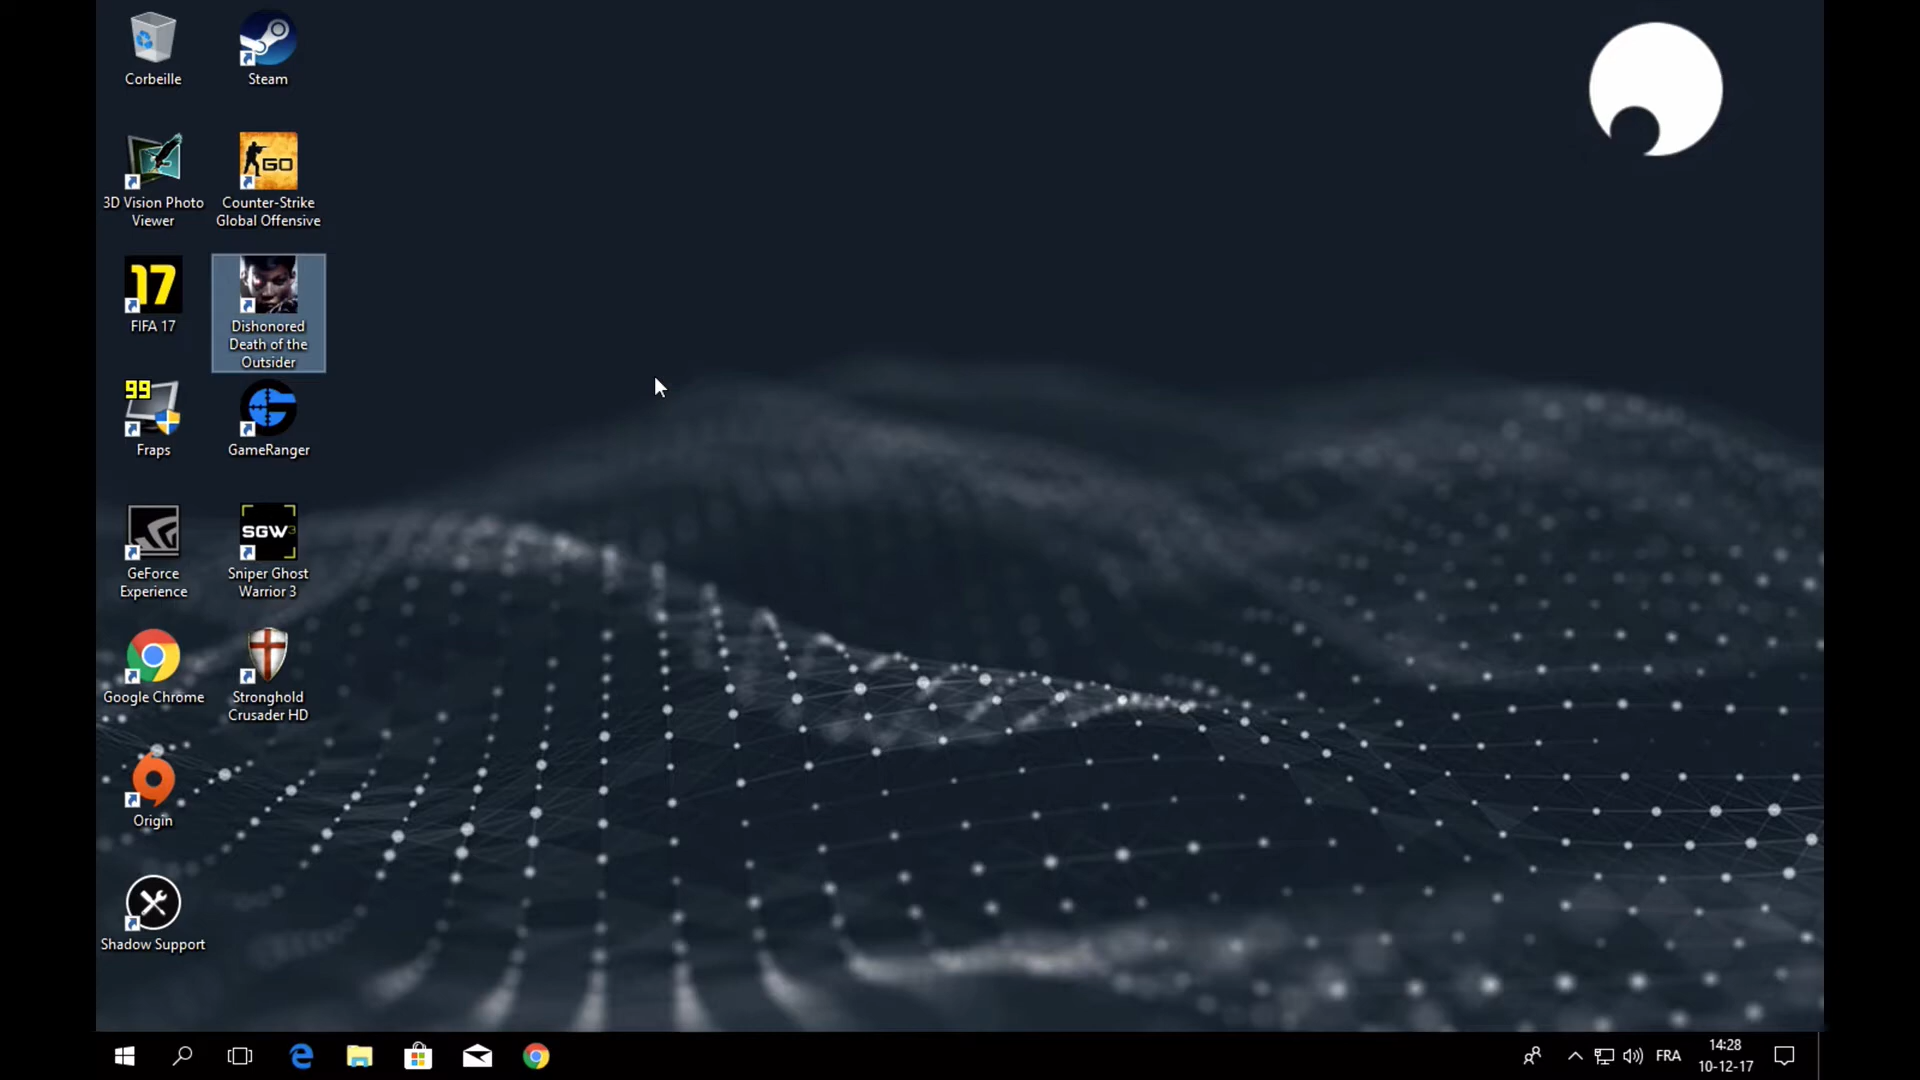 Corbeille
Steam
3D Vision Photo
Viewer
GO
Counter-Strike
Global Offensive
17
FIFA 17
Dishonored
Death of the
Outsider
99
Fraps
GameRanger
GeForce
Experience
SGW3
Sniper Ghost
Warrior 3
Google Chrome
Stronghold
Crusader HD
Origin
Shadow Support
FRA
14:28
10-12-17